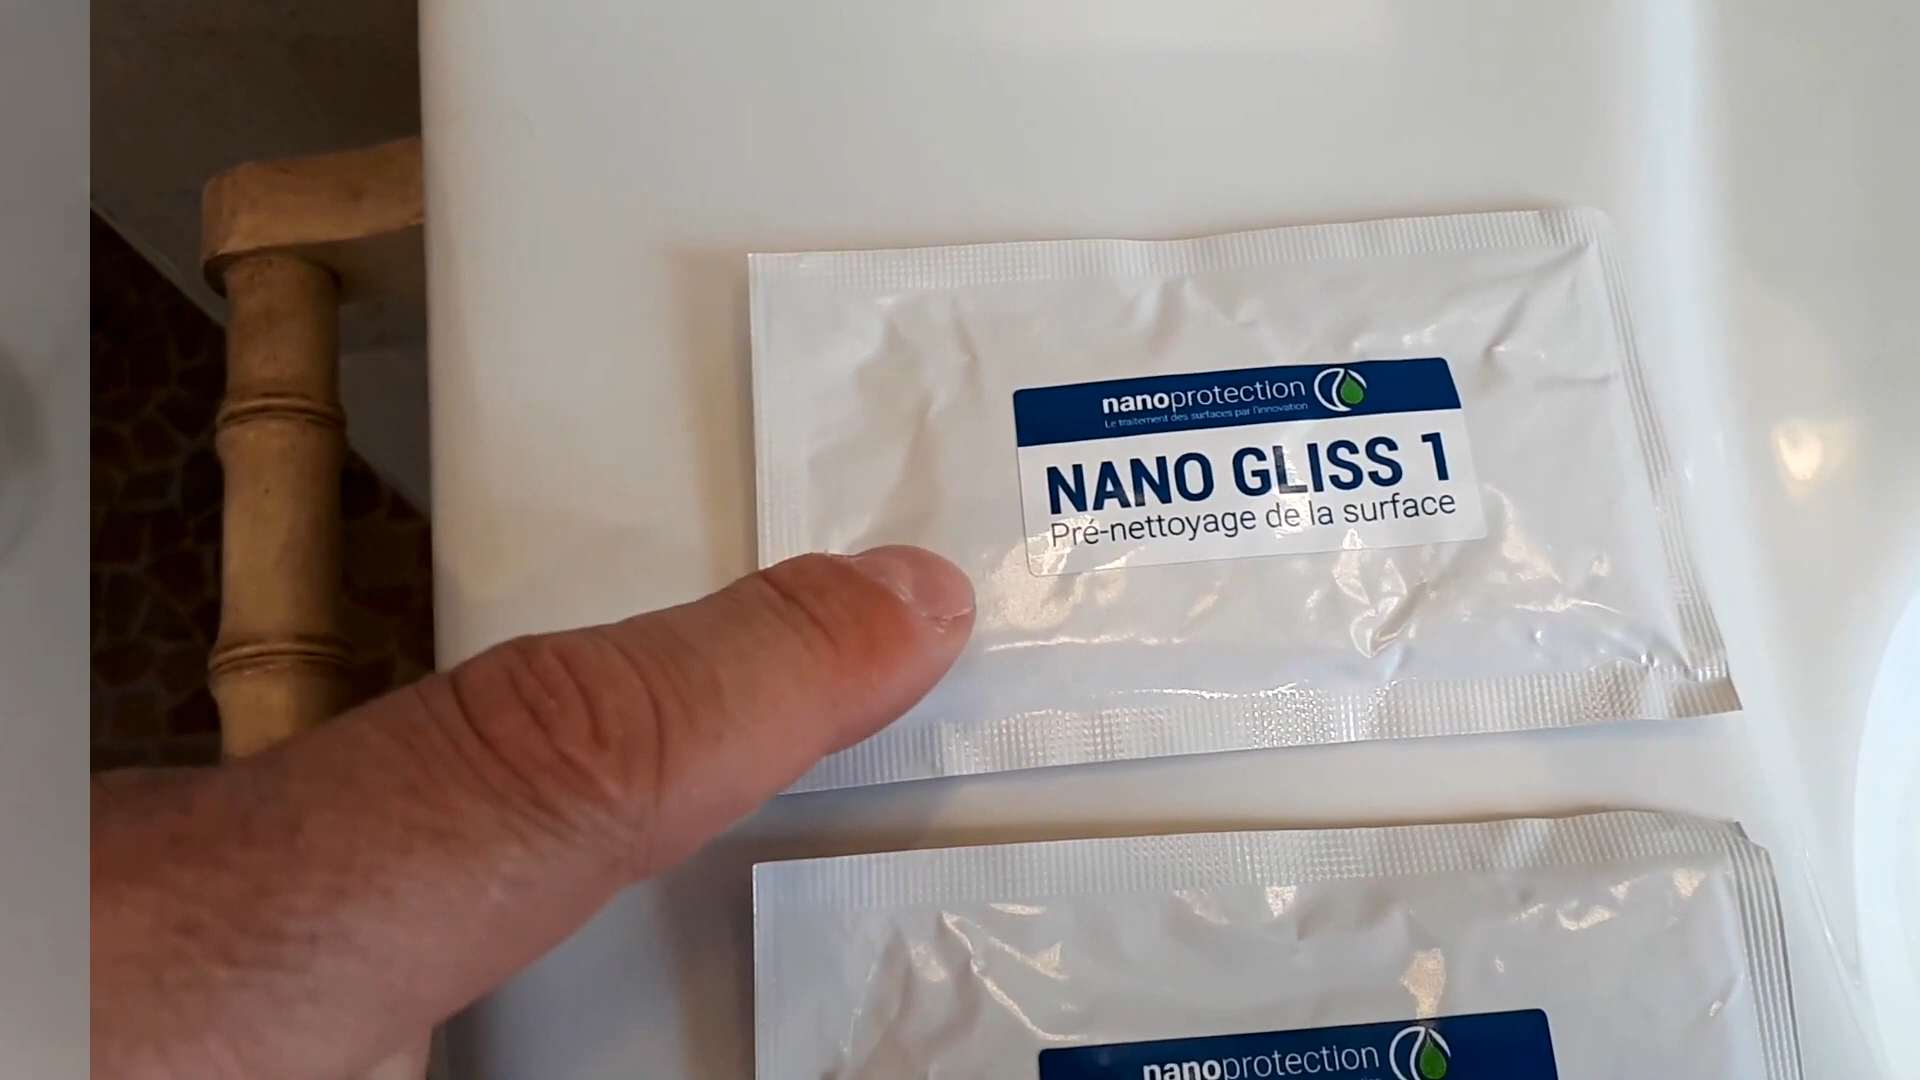 nanoprotection
Le traitement des surfaces par l'innovation
NANO GLISS 1
Pré-nettoyage de la surface
nanoprotection